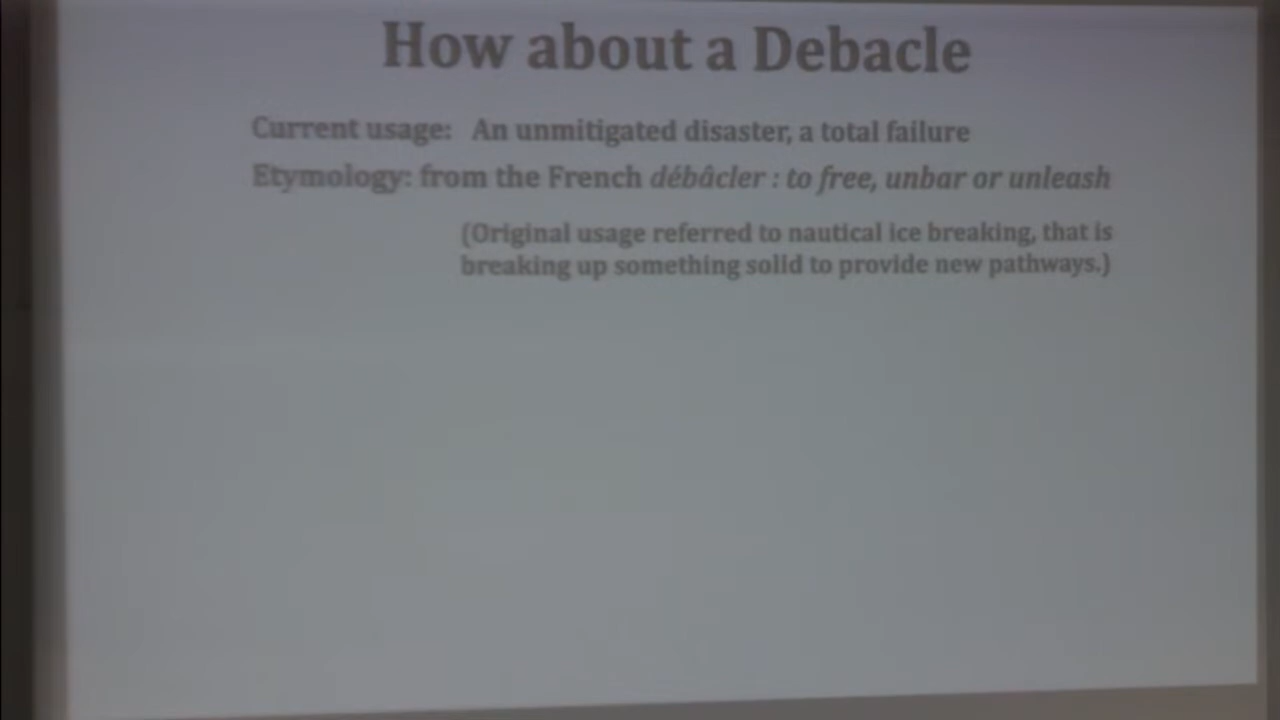 How about a Debacle
Current usage: An unmitigated disaster, a total failure
Etymology: from the French débâcler : to free, unbar or unleash
(Original usage referred to nautical ice breaking, that is
breaking up something solid to provide new pathways.)